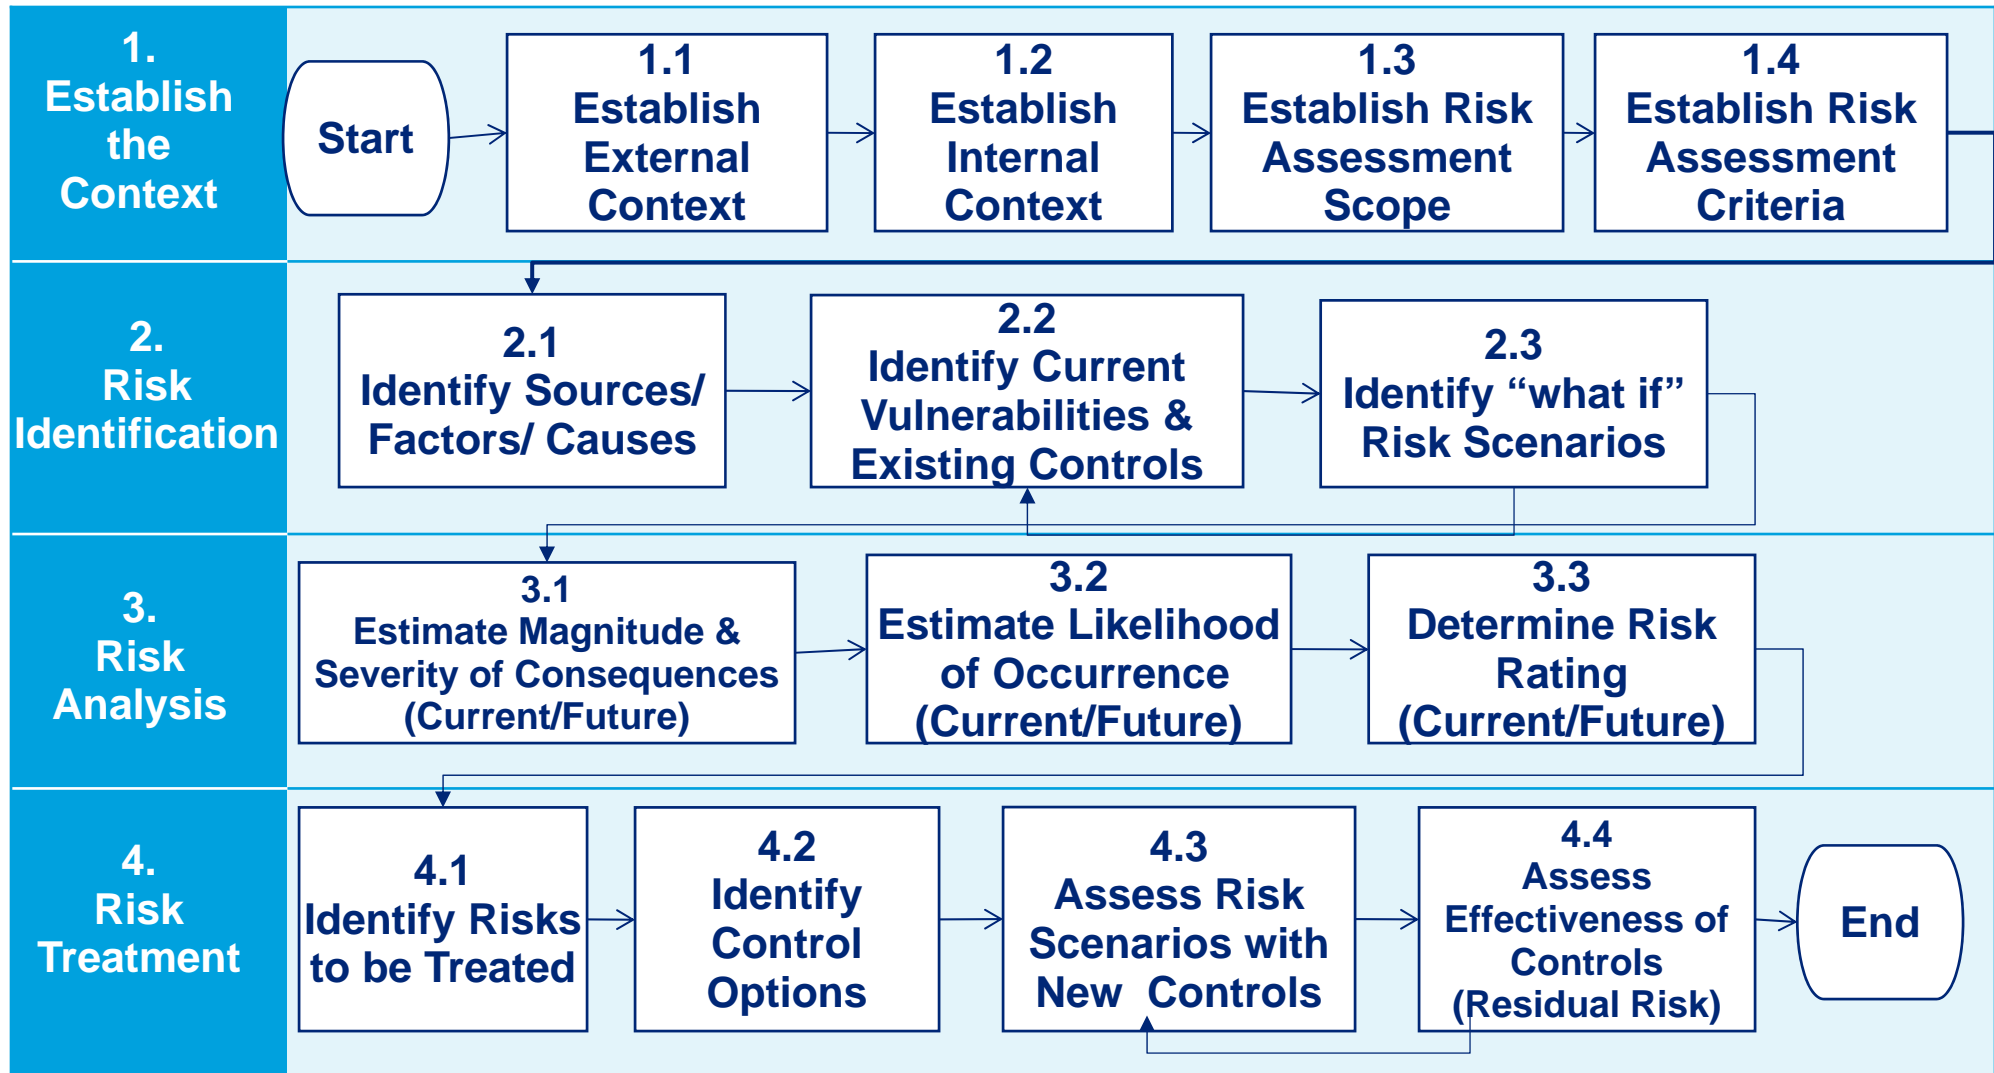 1.
Establish
the
Context
Start
1.1
Establish
External
Context
1.2
Establish
Internal
Context
1.3
Establish Risk
Assessment
Scope
1.4
Establish Risk
Assessment
Criteria
2.
Risk
Identification
2.1
Identify Sources/
Factors/ Causes
2.2
Identify Current
Vulnerabilities &
Existing Controls
2.3
Identify “what if”
Risk Scenarios
3.
Risk
Analysis
3.1
Estimate Magnitude &
Severity of Consequences
(Current/Future)
3.2
Estimate Likelihood
of Occurrence
(Current/Future)
3.3
Determine Risk
Rating
(Current/Future)
4.
Risk
Treatment
4.1
Identify Risks
to be Treated
4.2
Identify
Control
Options
4.3
Assess Risk
Scenarios with
New  Controls
4.4
Assess
Effectiveness of
Controls
(Residual Risk)
End